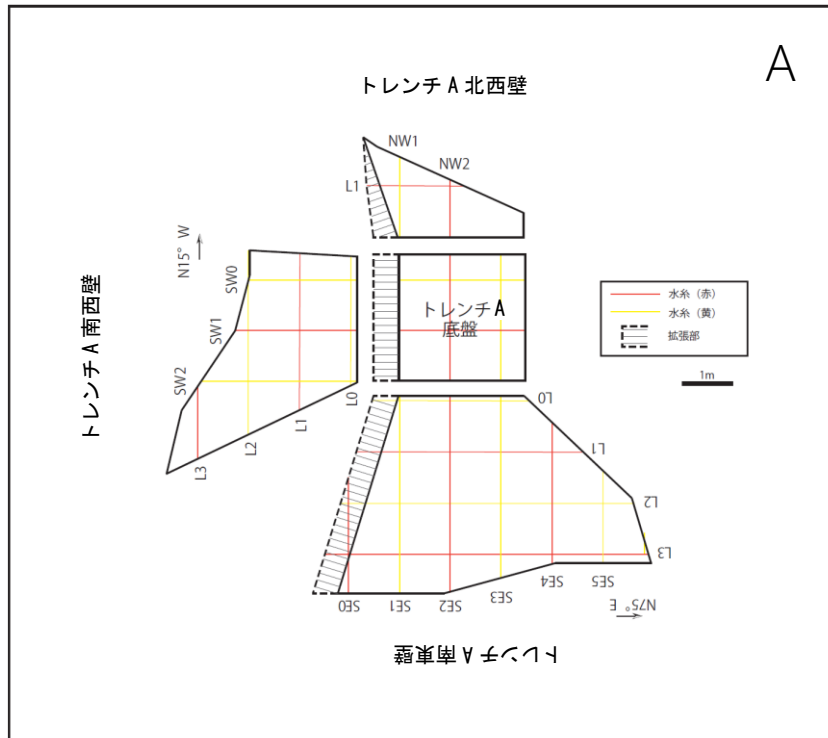 A
トレンチ A 北西壁
NW1
NW2
L1
N15° W
SW0
SW1
SW2
トレンチ A 南西壁
L0
L1
L2
L3
トレンチA
底盤
水糸（赤）
水糸（黄）
拡張部
1m
L0
L1
L2
L3
SE0
SE1
SE2
SE3
SE4
SE5
N75° E
トレンチ A 南東壁